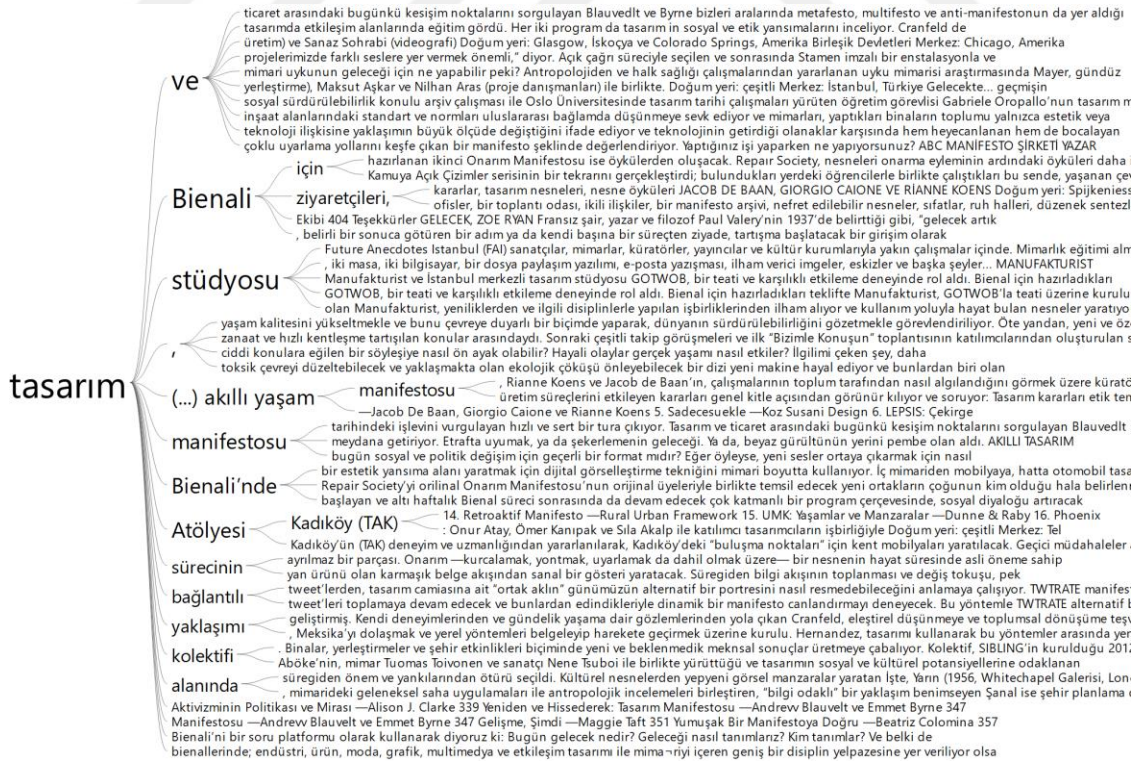 tasarım
ve
ticaret arasındaki bugünkü kesişim noktalarını sorgulayan Blauvedlt ve Byrne bizleri aralarında metafesto, multifesto ve anti-manifestonun da yer aldığı
tasarımda etkileşim alanlarında eğitim gördü. Her iki program da tasarım in sosyal ve etik yansımalarını inceliyor. Cranfeld de
üretim) ve Sanaz Sohrabi (videografi) Doğum yeri: Glasgow, İskoçya ve Colorado Springs, Amerika Birleşik Devletleri Merkez: Chicago, Amerika
projelerimizde farklı seslere yer vermek önemli,” diyor. Açık çağrı süreciyle seçilen ve sonrasında Stamen imzalı bir enstalasyonla ve
mimari uykunun geleceği için ne yapabilir peki? Antropolojiden ve halk sağlığı çalışmalarından yararlanan uyku mimarisi araştırmasında Mayer, gündüz
yerleştirme), Maksut Aşkar ve Nilhan Aras (proje danışmanları) ile birlikte. Doğum yeri: çeşitli Merkez: İstanbul, Türkiye Gelecekte... geçmişin
sosyal sürdürülebilirlik konulu arşiv çalışması ile Oslo Üniversitesinde tasarım tarihi çalışmaları yürüten öğretim görevlisi Gabriele Oropallo’nun tasarım m
inşaat alanlarındaki standart ve normları uluslararası bağlamda düşünmeye sevk ediyor ve mimarları, yaptıkları binaların toplumu yalnızca estetik veya
teknoloji ilişkisine yaklaşımın büyük ölçüde değiştiğini ifade ediyor ve teknolojinin getirdiği olanaklar karşısında hem heyecanlanan hem de bocalayan
çoklu uyarlama yollarını keşfe çıkan bir manifesto şeklinde değerlendiriyor. Yaptığınız işi yaparken ne yapıyorsunuz? ABC MANİFESTO ŞİRKETİ YAZAR
Bienali
için
hazırlanan ikinci Onarım Manifestosu ise öykülerden oluşacak. Repair Society, nesneleri onarma eyleminin ardındaki öyküleri daha i
Kamuya Açık Çizimler serisinin bir tekrarını gerçekleştirdi; bulundukları yerdeki öğrencilerle birlikte çalıştıkları bu sende, yaşanan çev
ziyaretçileri,
kararlar, tasarım nesneleri, nesne öyküleri JACOB DE BAAN, GIORGIO CAIONE VE RİANNE KOENS Doğum yeri: Spijkeniess
ofisler, bir toplantı odası, ikili ilişkiler, bir manifesto arşivi, nefret edilebilir nesneler, sıfatlar, ruh halleri, düzenek sentezl
Ekibi 404 Teşekkürler GELECEK, ZOE RYAN Fransız şair, yazar ve filozof Paul Valery’nin 1937’de belirttiği gibi, “gelecek artık
, belirli bir sonuca götüren bir adım ya da kendi başına bir süreçten ziyade, tartışma başlatacak bir girişim olarak
stüdyosu
Future Anecdotes Istanbul (FAI) sanatçılar, mimarlar, küratörler, yayıncılar ve kültür kurumlarıyla yakın çalışmalar içinde. Mimarlık eğitimi alm
, iki masa, iki bilgisayar, bir dosya paylaşım yazılımı, e-posta yazışması, ilham verici imgeler, eskizler ve başka şeyler... MANUFAKTURIST
Manufakturist ve İstanbul merkezli tasarım stüdyosu GOTWOB, bir teati ve karşılıklı etkileme deneyinde rol aldı. Bienal için hazırladıkları
GOTWOB, bir teati ve karşılıklı etkileme deneyinde rol aldı. Bienal için hazırladıkları teklifte Manufakturist, GOTWOB’la teati üzerine kurulu
olan Manufakturist, yeniliklerden ve ilgili disiplinlerle yapılan işbirliklerinden ilham alıyor ve kullanım yoluyla hayat bulan nesneler yaratıyo
,
yaşam kalitesini yükseltmekle ve bunu çevreye duyarlı bir biçimde yaparak, dünyanın sürdürülebilirliğini gözetmekle görevlendiriliyor. Öte yandan, yeni ve öze
zanaat ve hızlı kentleşme tartışılan konular arasındaydı. Sonraki çeşitli takip görüşmeleri ve ilk “Bizimle Konuşun” toplantısının katılımcılarından oluşturulan s
ciddi konulara eğilen bir söyleşiye nasıl ön ayak olabilir? Hayali olaylar gerçek yaşamı nasıl etkiler? İlgilimi çeken şey, daha
toksik çevreyi düzeltebilecek ve yaklaşmakta olan ekolojik çöküşü önleyebilecek bir dizi yeni makine hayal ediyor ve bunlardan biri olan
(...) akıllı yaşam
manifestosu
, Rianne Koens ve Jacob de Baan’ın, çalışmalarının toplum tarafından nasıl algılandığını görmek üzere küratö
üretim süreçlerini etkileyen kararları genel kitle açısından görünür kılıyor ve soruyor: Tasarım kararları etik tem
—Jacob De Baan, Giorgio Caione ve Rianne Koens 5. Sadecesuekle —Koz Susani Design 6. LEPSIS: Çekirge
manifestosu
tarihindeki işlevini vurgulayan hızlı ve sert bir tura çıkıyor. Tasarım ve ticaret arasındaki bugünkü kesişim noktalarını sorgulayan Blauvedlt
meydana getiriyor. Etrafta uyumak, ya da şekerlemenin geleceği. Ya da, beyaz gürültünün yerini pembe olan aldı. AKILLI TASARIM
bugün sosyal ve politik değişim için geçerli bir format mıdır? Eğer öyleyse, yeni sesler ortaya çıkarmak için nasıl
Bienali’nde
bir estetik yansıma alanı yaratmak için dijital görselleştirme tekniğini mimari boyutta kullanıyor. İç mimariden mobilyaya, hatta otomobil tasa
Repair Society’yi orilinal Onarım Manifestosu’nun orijinal üyeleriyle birlikte temsil edecek yeni ortakların çoğunun kim olduğu hala belirlenm
başlayan ve altı haftalık Bienal süreci sonrasında da devam edecek çok katmanlı bir program çerçevesinde, sosyal diyaloğu artıracak
Atölyesi
Kadıköy (TAK)
14. Retroaktif Manifesto —Rural Urban Framework 15. UMK: Yaşamlar ve Manzaralar —Dunne & Raby 16. Phoenix
: Onur Atay, Ömer Kanıpak ve Sıla Akalp ile katılımcı tasarımcıların işbirliğiyle Doğum yeri: çeşitli Merkez: Tel
Kadıköy’ün (TAK) deneyim ve uzmanlığından yararlanılarak, Kadıköy’deki “buluşma noktaları” için kent mobilyaları yaratılacak. Geçici müdahaleler a
sürecinin
ayrılmaz bir parçası. Onarım —kurcalamak, yontmak, uyarlamak da dahil olmak üzere— bir nesnenin hayat süresinde asli öneme sahip
yan ürünü olan karmaşık belge akışından sanal bir gösteri yaratacak. Süregiden bilgi akışının toplanması ve değiş tokuşu, pek
bağlantılı
tweet’lerden, tasarım camiasına ait “ortak aklın” günümüzün alternatif bir portresini nasıl resmedebileceğini anlamaya çalışıyor. TWTRATE manifest
tweet’leri toplamaya devam edecek ve bunlardan edindikleriyle dinamik bir manifesto canlandırmayı deneyecek. Bu yöntemle TWTRATE alternatif b
yaklaşımı
geliştirmiş. Kendi deneyimlerinden ve gündelik yaşama dair gözlemlerinden yola çıkan Cranfeld, eleştirel düşünmeye ve toplumsal dönüşüme teşv
, Meksika’yı dolaşmak ve yerel yöntemleri belgeleyip harekete geçirmek üzerine kurulu. Hernandez, tasarımı kullanarak bu yöntemler arasında yer
kolektifi
. Binalar, yerleştirmeler ve şehir etkinlikleri biçiminde yeni ve beklenmedik meknsal sonuçlar üretmeye çabalıyor. Kolektif, SIBLING’in kurulduğu 2012
Aböke’nin, mimar Tuomas Toivonen ve sanatçı Nene Tsuboi ile birlikte yürüttüğü ve tasarımın sosyal ve kültürel potansiyellerine odaklanan
alanında
süregiden önem ve yankılarından ötürü seçildi. Kültürel nesnelerden yepyeni görsel manzaralar yaratan İşte, Yarın (1956, Whitechapel Galerisi, Lon
, mimarideki geleneksel saha uygulamaları ile antropolojik incelemeleri birleştiren, “bilgi odaklı” bir yaklaşım benimseyen Şanal ise şehir planlama
Aktivizminin Politikası ve Mirası —Alison J. Clarke 339 Yeniden ve Hissederek: Tasarım Manifestosu —Andrevv Blauvelt ve Emmet Byrne 347
Manifestosu —Andrevv Blauvelt ve Emmet Byrne 347 Gelişme, Şimdi —Maggie Taft 351 Yumuşak Bir Manifestoya Doğru —Beatriz Colomina 357
Bienali’ni bir soru platformu olarak kullanarak diyoruz ki: Bugün gelecek nedir? Geleceği nasıl tanımlarız? Kim tanımlar? Ve belki de
bienallerinde; endüstri, ürün, moda, grafik, multimedya ve etkileşim tasarımı ile mima¬riyi içeren geniş bir disiplin yelpazesine yer veriliyor olsa